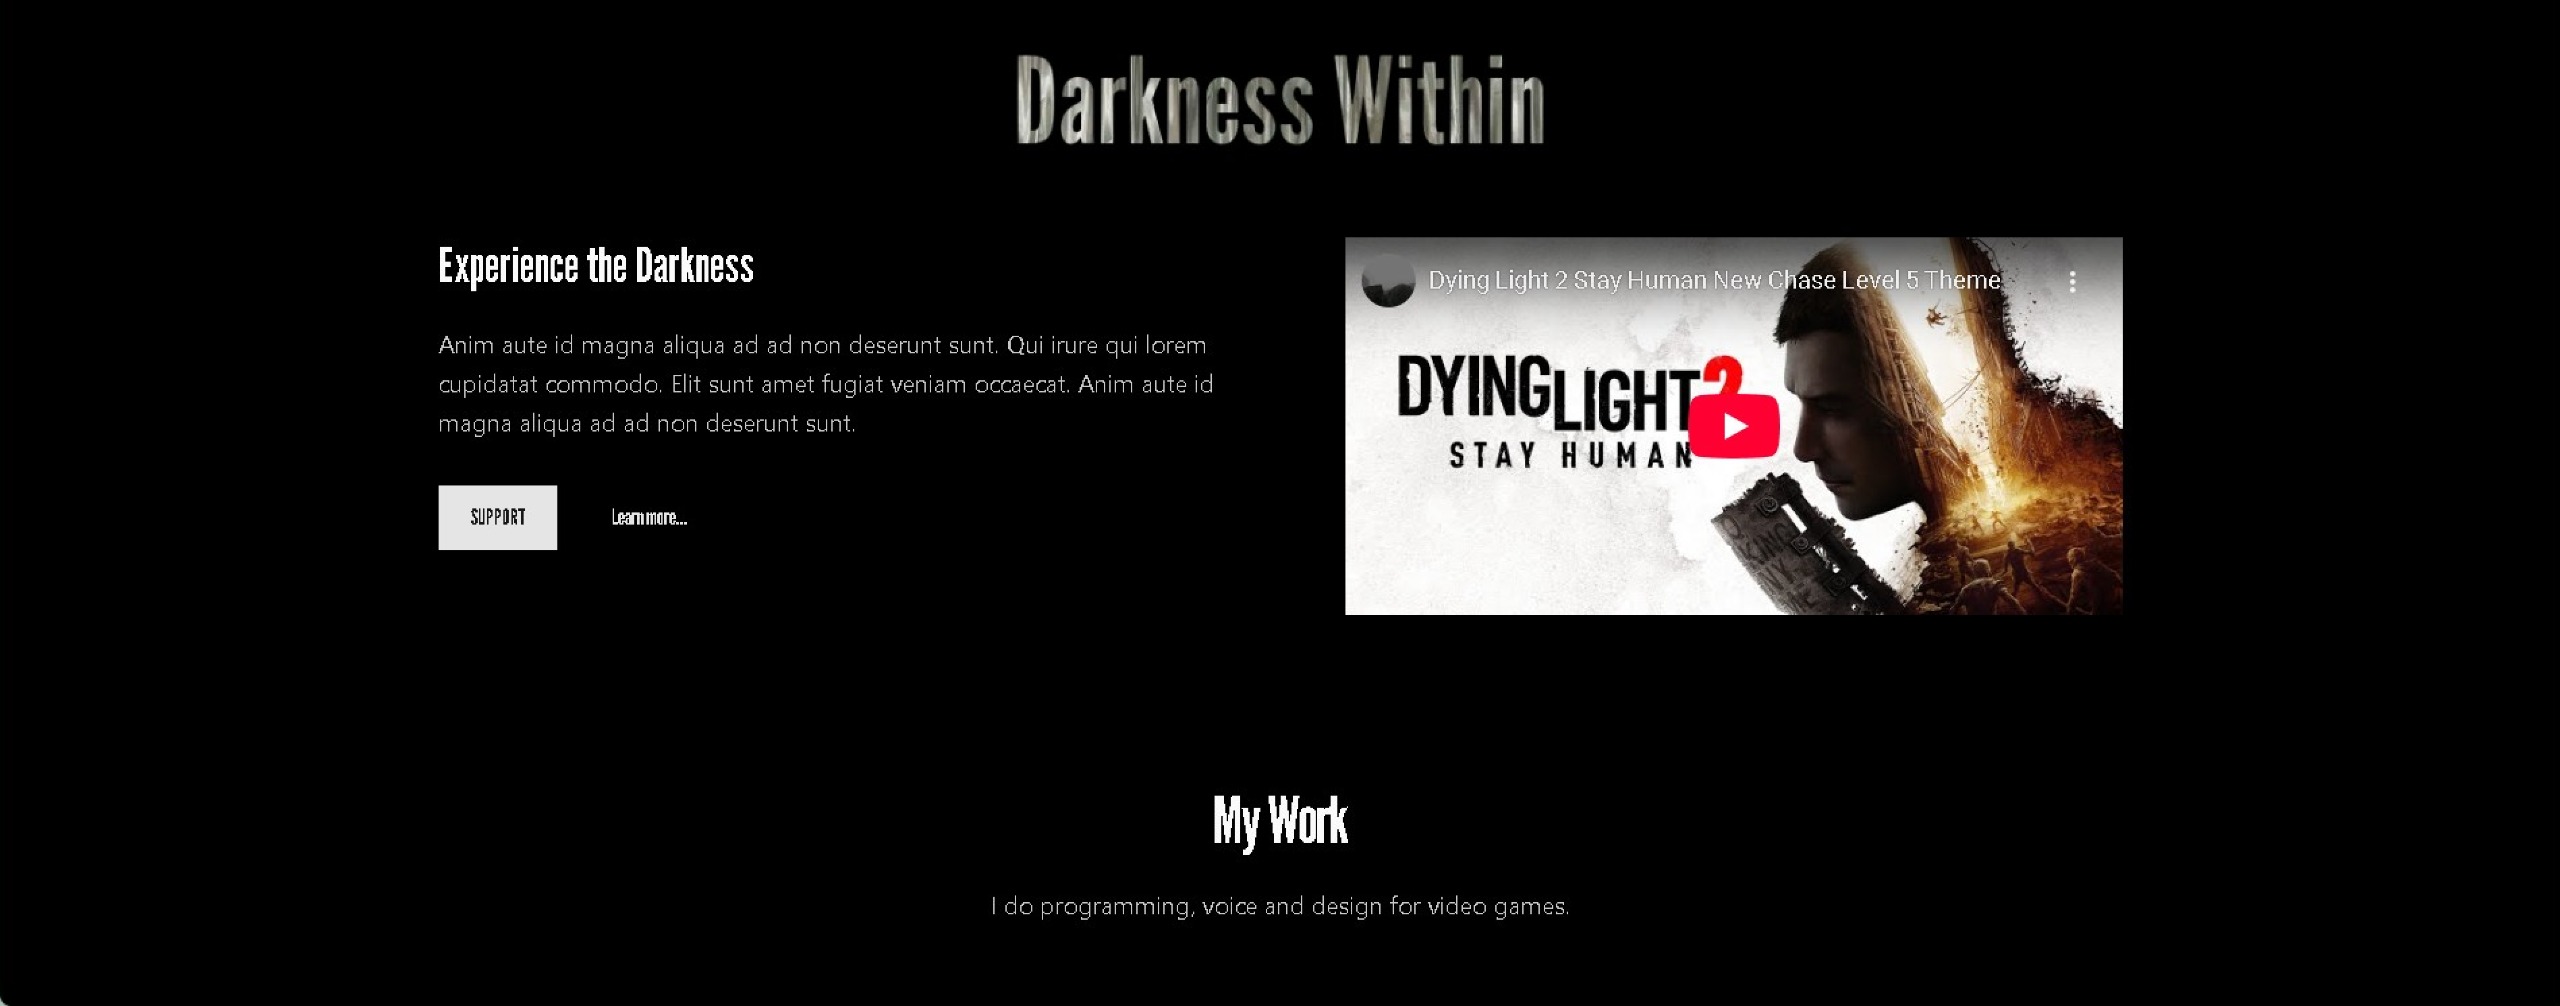 Darkness Within
Experience the Darkness
Anim aute id magna aliqua ad ad non deserunt sunt. Qui irure qui lorem
cupidatat commodo. Elit sunt amet fugiat veniam occaecat. Anim aute id
magna aliqua ad ad non deserunt sunt.
SUPPORT
Learn more...
Dying Light 2 Stay Human New Chase Level 5 Theme
DYING LIGHT 2
STAY HUMAN
My Work
I do programming, voice and design for video games.